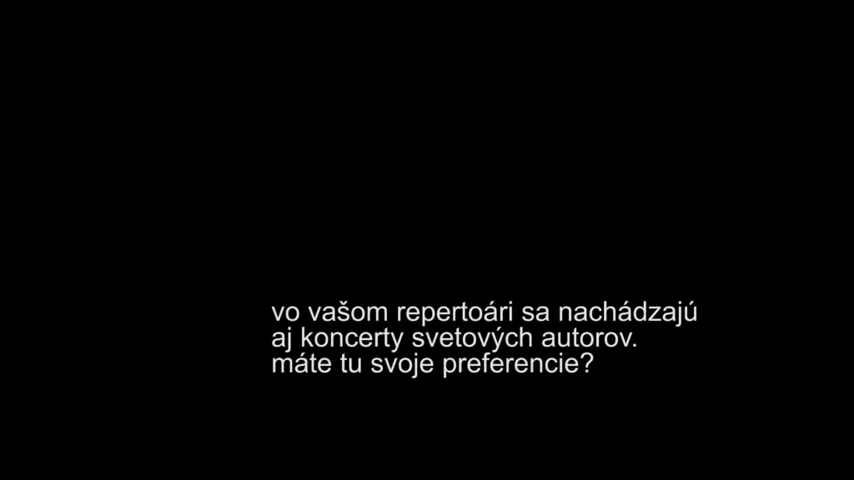 vo vašom repertoári sa nachádzajú
aj koncerty svetových autorov.
máte tu svoje preferencie?